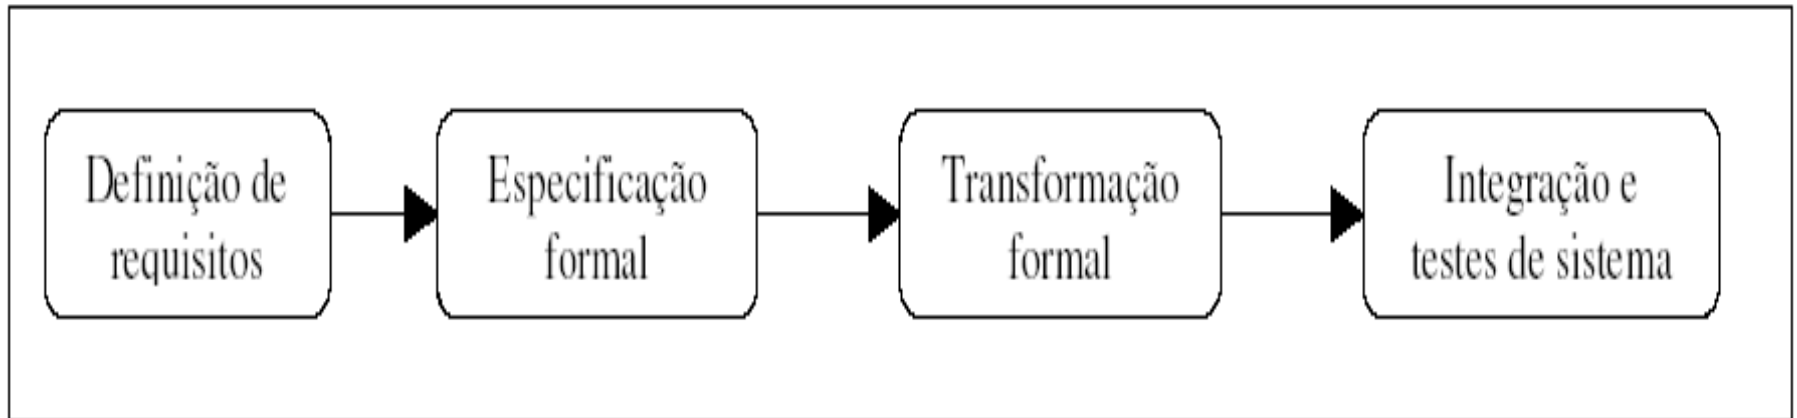 Definição de
requisitos
Especificação
formal
Transformação
formal
Integração e
testes de sistema